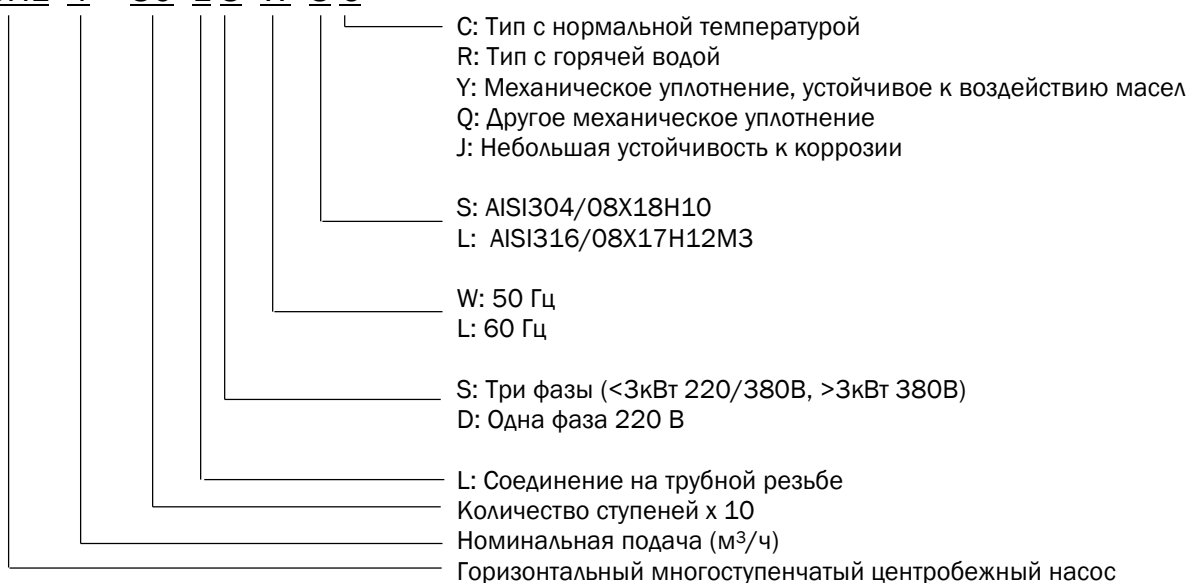 С: Тип с нормальной температурой
R: Тип с горячей водой
Y: Механическое уплотнение, устойчивое к воздействию масел
Q: Другое механическое уплотнение
J: Небольшая устойчивость к коррозии
S: AISI304/08Х18Н10
L: AISI316/08Х17Н12М3
W: 50 Гц
L: 60 Гц
S: Три фазы (<3кВт 220/380В, >3кВт 380В)
D: Одна фаза 220 В
L: Соединение на трубной резьбе
Количество ступеней х 10
Номинальная подача (м³/ч)
Горизонтальный многоступенчатый центробежный насос